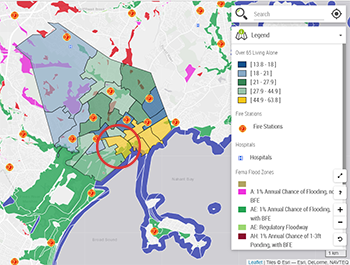 Search
Legend
Over 65 Living Alone
[13.8 - 18]
[18 - 21]
[21 - 27.9]
[27.9 - 44.9]
[44.9 - 63.8]
Fire Stations
Fire Stations
Hospitals
Hospitals
Fema Flood Zones
A: 1% Annual Chance of Flooding, no
BFE
AE: 1% Annual Chance of Flooding,
with BFE
AE: Regulatory Floodway
AH: 1% Annual Chance of 1-3ft
Ponding, with BFE
1 km
Leaflet | Tiles © Esri — Esri, DeLorme, NAVTEQ